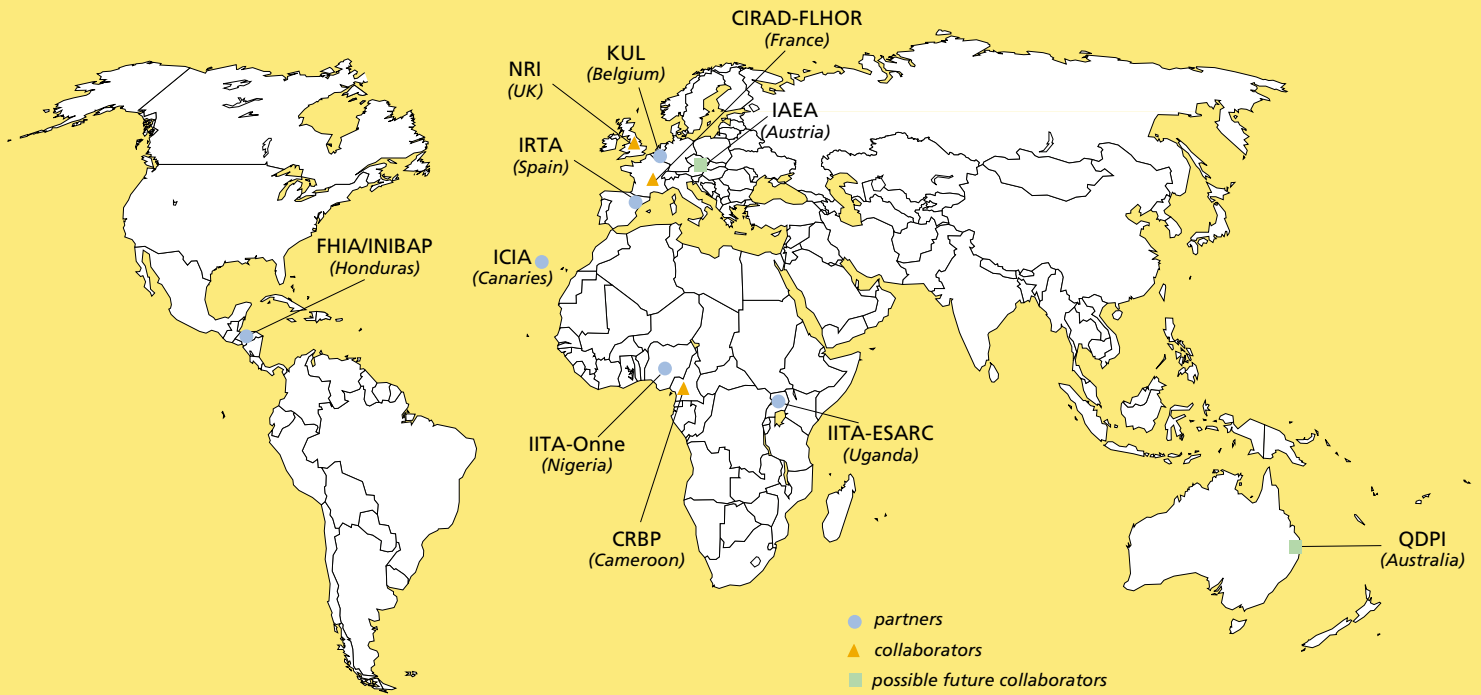 CIRAD-FLHOR
(France)
KUL
(Belgium)
NRI
(UK)
IAEA
(Austria)
IRTA
(Spain)
FHIA/INIBAP
(Honduras)
ICIA
(Canaries)
IITA-Onne
(Nigeria)
IITA-ESARC
(Uganda)
CRBP
(Cameroon)
QDPI
(Australia)
partners
collaborators
possible future collaborators